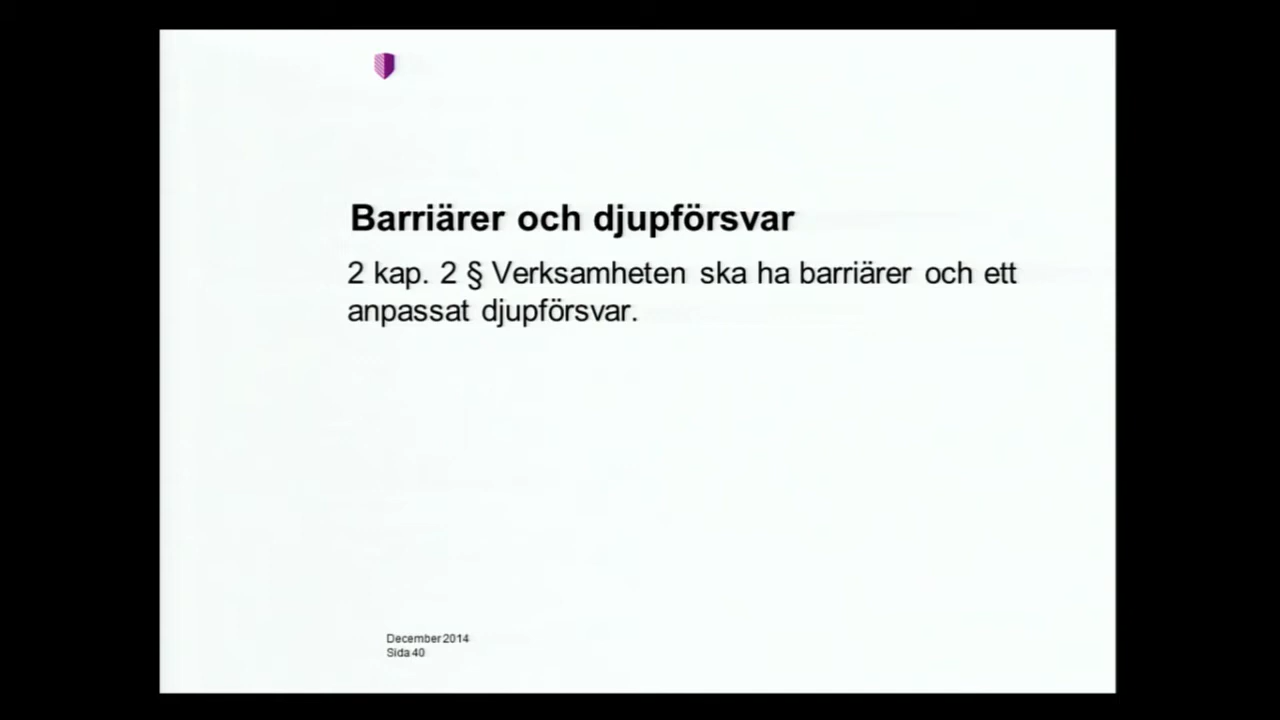 Barriärer och djupförsvar
2 kap. 2 § Verksamheten ska ha barriärer och ett
anpassat djupförsvar.
December 2014
Sida 40